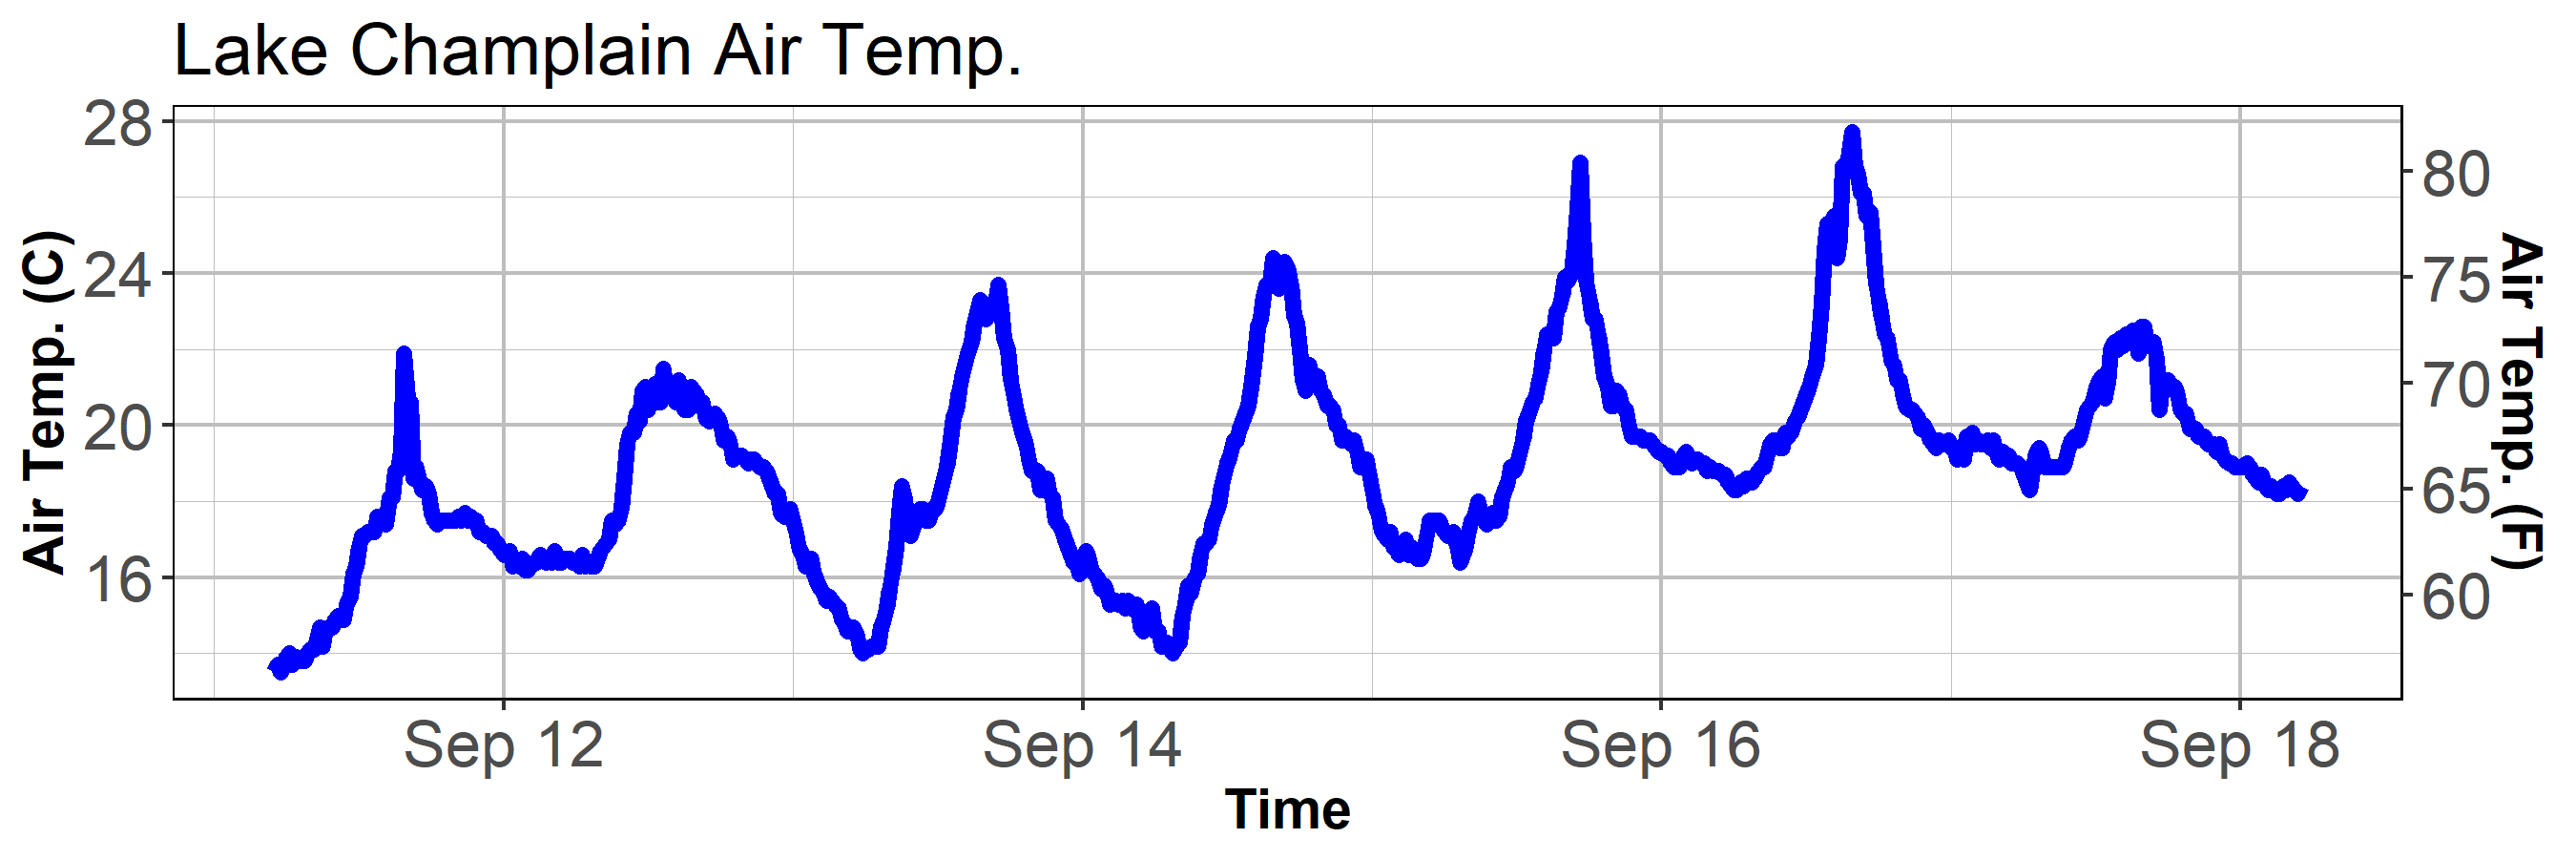 Lake Champlain Air Temp.
28
24
20
16
Air Temp. (C)
80
75
70
65
60
Air Temp. (F)
Sep 12
Sep 14
Sep 16
Sep 18
Time